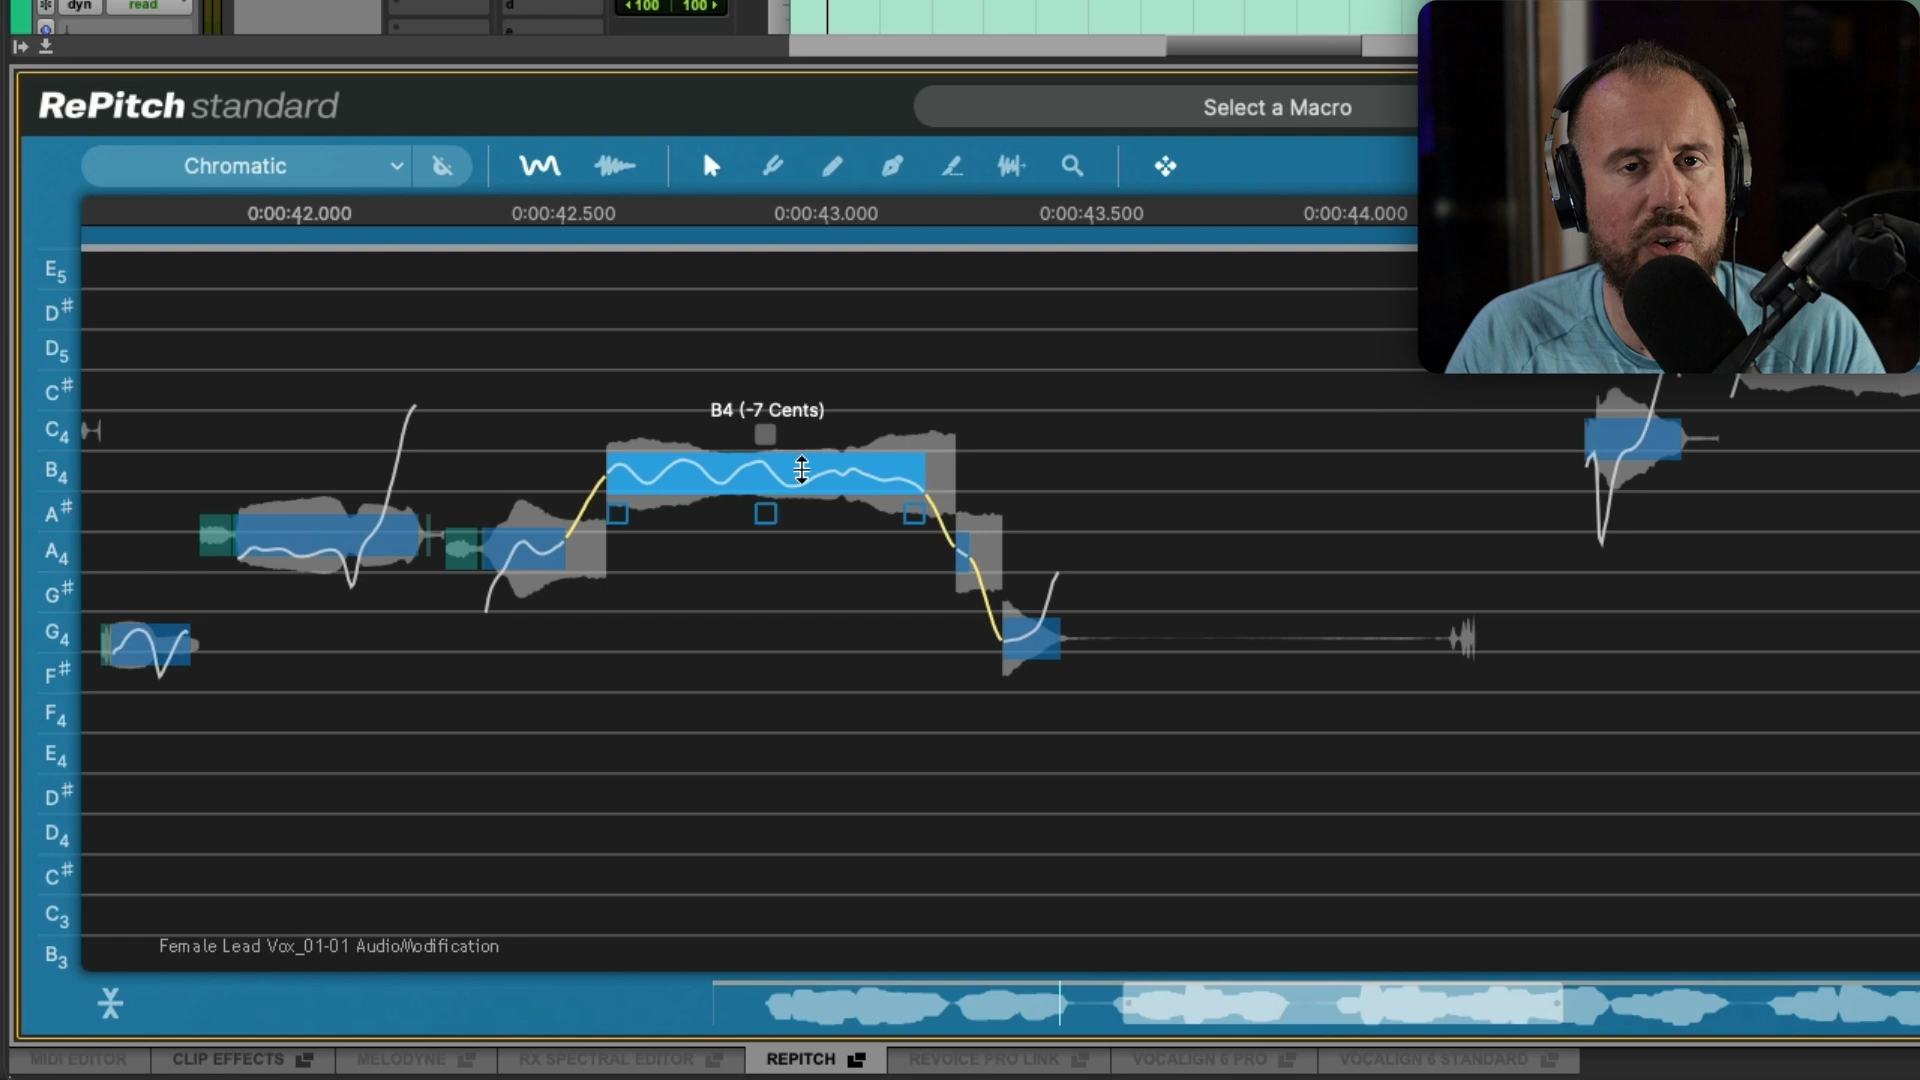 dyn read d 100 100
e
RePitch standard
Select a Macro
Chromatic
0:00:42.000 0:00:42.500 0:00:43.000 0:00:43.500 0:00:44.000
E5
D#
D5
C#
B4 (-7 Cents)
C4
B4
A#
A4
G#
G4
F#
F4
E4
D#
D4
C#
C3
Female Lead Vox_01-01 AudioModification
B3
MIDI EDITOR CLIP EFFECTS MELODYNE RX SPECTRAL EDITOR REPITCH REVOICE PRO LINK VOCALIGN 6 PRO VOCALIGN 6 STANDARD